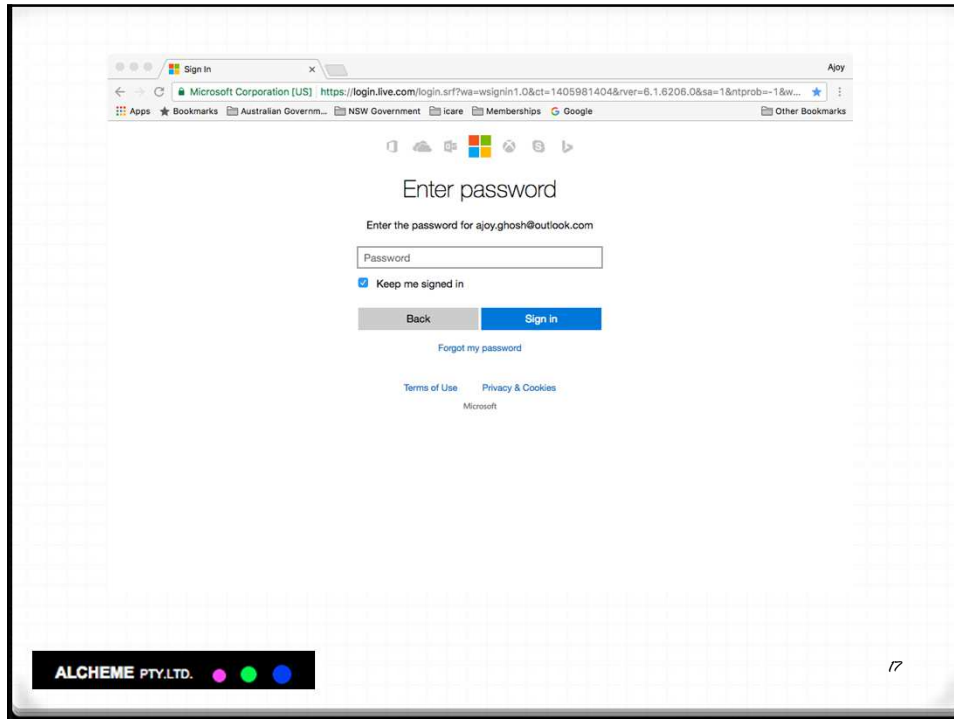 Sign In
Ajoy
Microsoft Corporation [US] https://login.live.com/login.srf?wa=wsignin1.0&ct=1405981404&rver=6.1.6206.0&sa=1&ntprob=-1&w...
Apps Bookmarks Australian Governm... NSW Government icare Memberships Google Other Bookmarks
Enter password
Enter the password for ajoy.ghosh@outlook.com
Password
Keep me signed in
Back Sign in
Forgot my password
Terms of Use Privacy & Cookies
Microsoft
ALCHEME PTY.LTD.
17